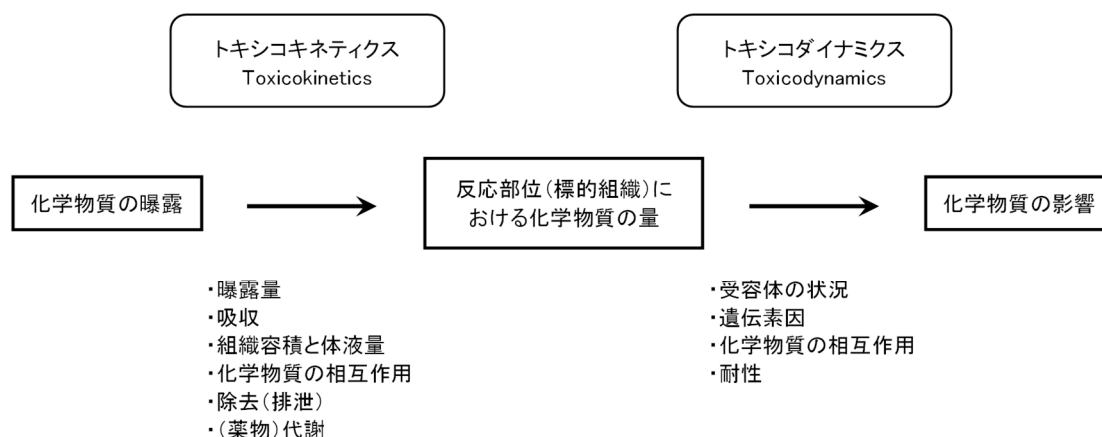 トキシコキネティクス
Toxicokinetics
トキシコダイナミクス
Toxicodynamics
化学物質の曝露
反応部位(標的組織)に
おける化学物質の量
化学物質の影響
・曝露量
・吸収
・組織容積と体液量
・化学物質の相互作用
・除去(排泄)
・(薬物)代謝
・受容体の状況
・遺伝素因
・化学物質の相互作用
・耐性